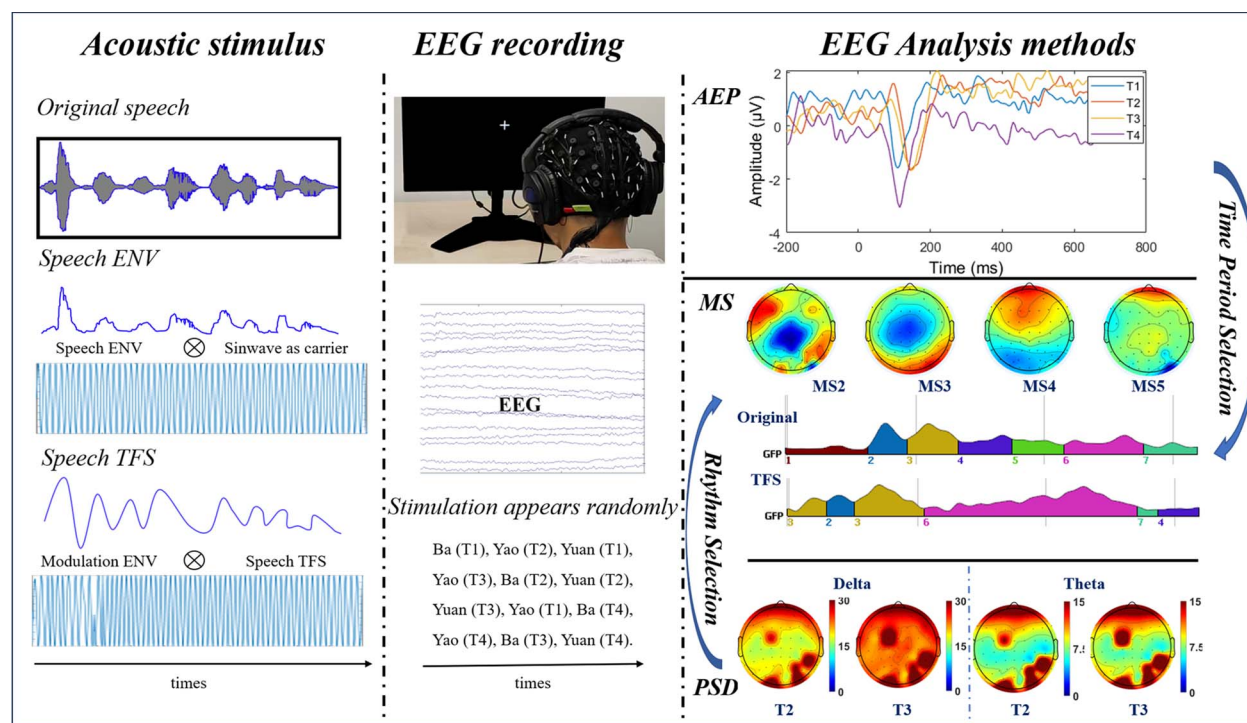 Acoustic stimulus
Original speech
Speech ENV
Speech ENV ⊗ Sinwave as carrier
Speech TFS
Modulation ENV ⊗ Speech TFS
times
EEG recording
EEG
Stimulation appears randomly
Ba (T1), Yao (T2), Yuan (T1),
Yao (T3), Ba (T2), Yuan (T2),
Yuan (T3), Yao (T1), Ba (T4),
Yao (T4), Ba (T3), Yuan (T4).
times
EEG Analysis methods
AEP
Amplitude (μV)
2
0
-2
-4
-200 0 200 400 600 800
Time (ms)
T1
T2
T3
T4
Time Period Selection
MS
MS2 MS3 MS4 MS5
Original
GFP
1 2 3 4 5 6 7
TFS
GFP
3 2 3 6 7 4
Rhythm Selection
Delta Theta
30 30 15 15
15 15 7.5 7.5
0 0 0 0
PSD
T2 T3 T2 T3